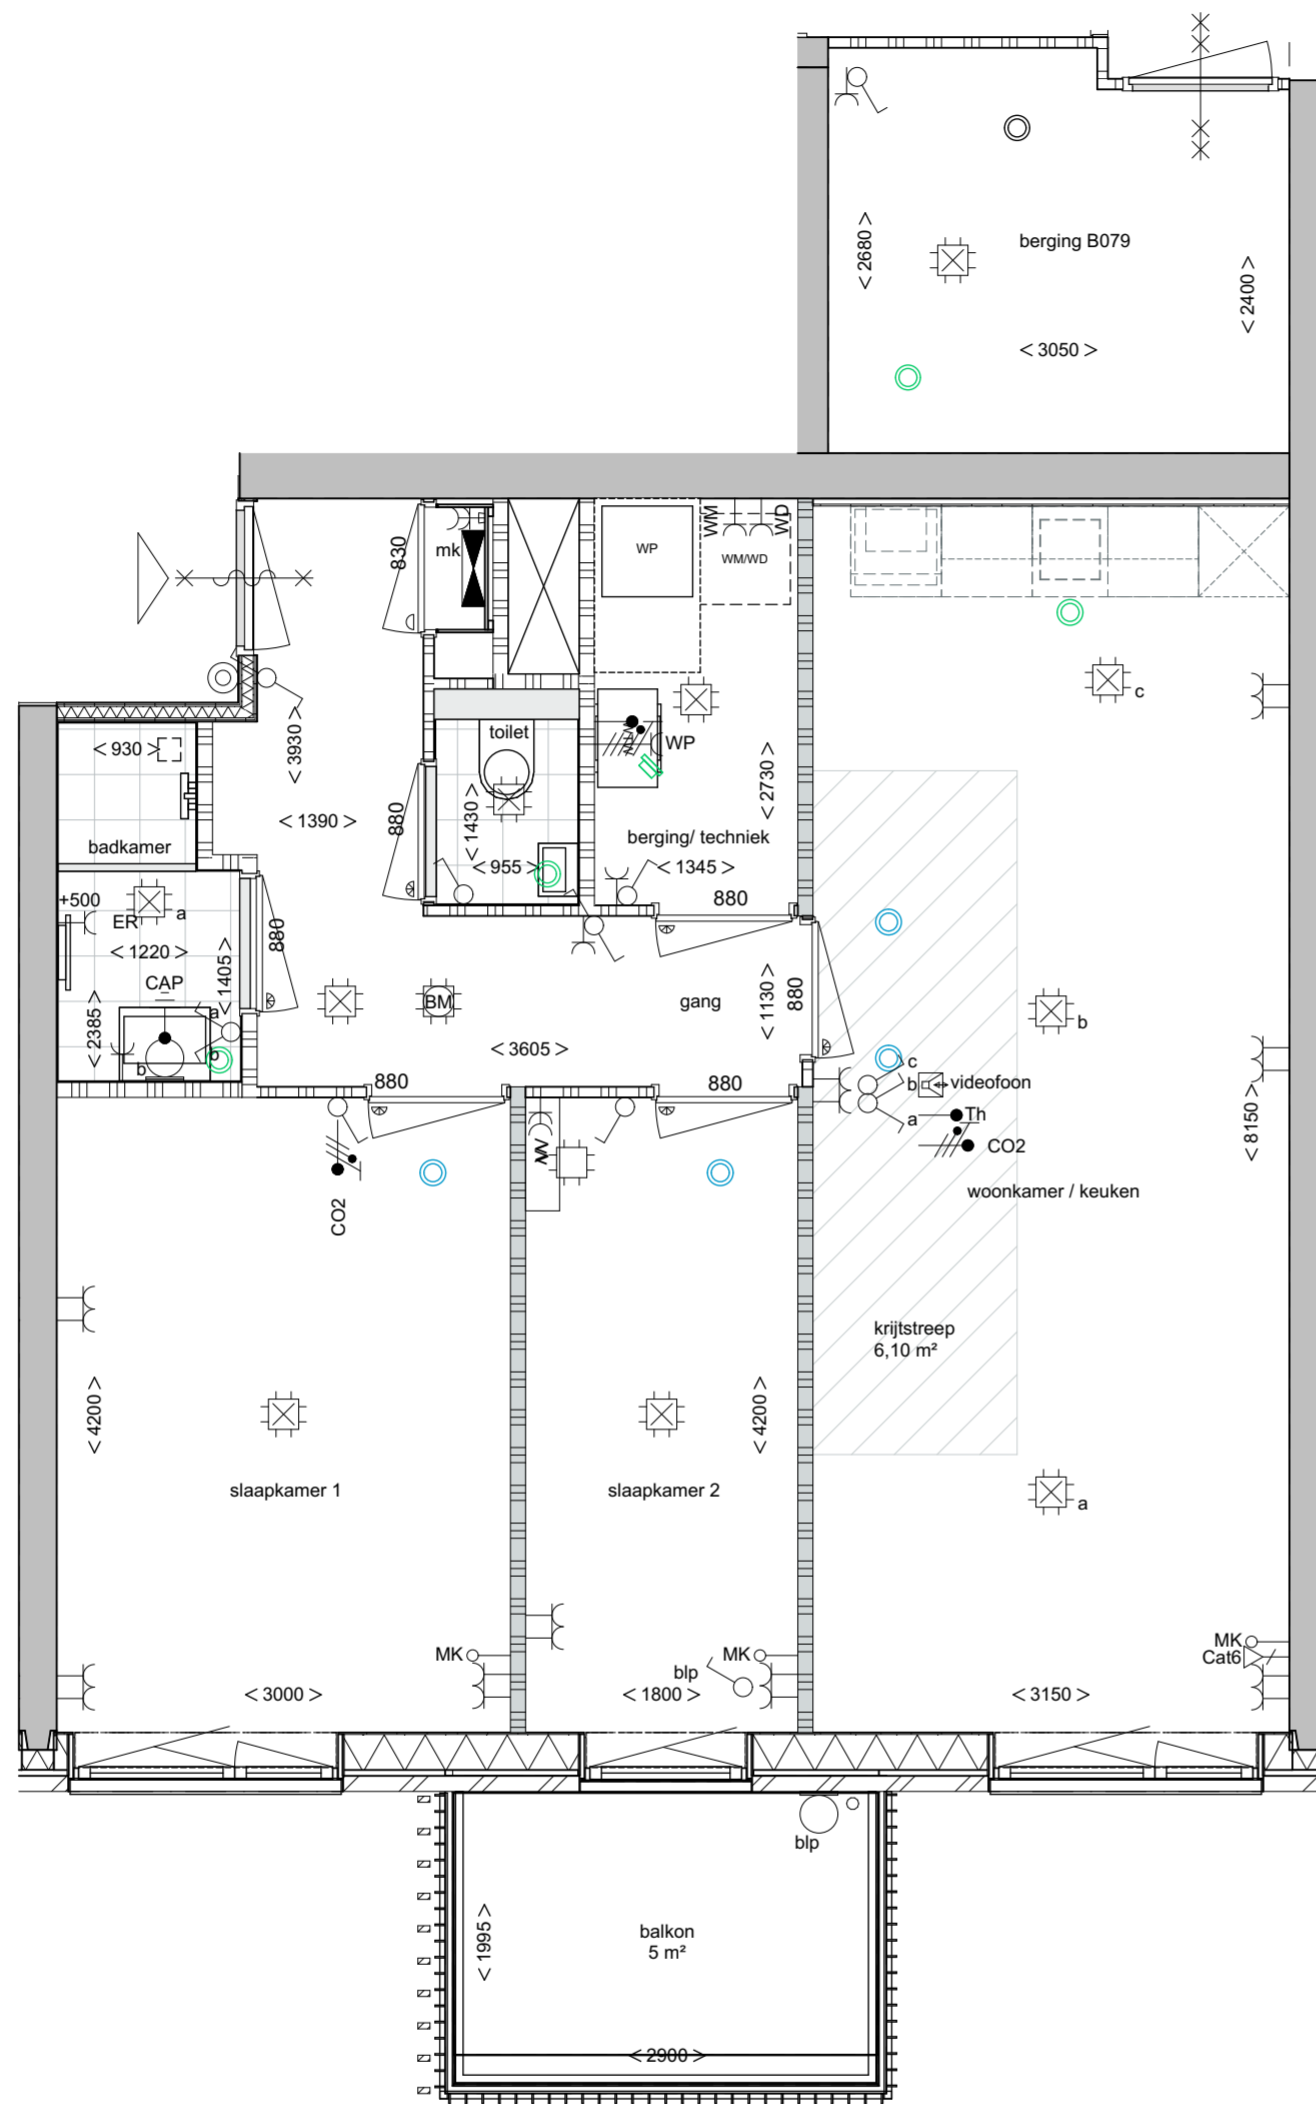 berging B079
< 2680 >
< 2400 >
< 3050 >
mk
830
WP
WM
WD
WM/WD
c
< 3930 >
toilet
WTW
WP
< 930 >
< 1390 >
880
< 1430 >
< 2730 >
badkamer
berging/ techniek
< 955 >
< 1345 >
880
+500
ER
a
< 1220 >
880
< 1405 >
CAP
a
b
b
< 2385 >
BM
gang
< 1130 >
880
b
< 3605 >
880
880
c
b
videofoon
a
Th
CO2
< 8150 >
CO2
woonkamer / keuken
krijtstreep
6,10 m²
< 4200 >
< 4200 >
slaapkamer 1
slaapkamer 2
a
MK
MK
blp
MK
Cat6
< 3000 >
< 1800 >
< 3150 >
blp
balkon
5 m²
< 1995 >
< 2900 >